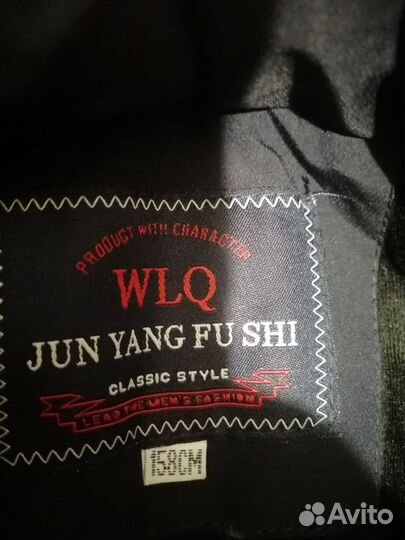 PRODUCT WITH CHARACTER
WLQ
JUN YANG FU SHI
CLASSIC STYLE
LEAD THE MEN'S FASHION
158CM
Avito